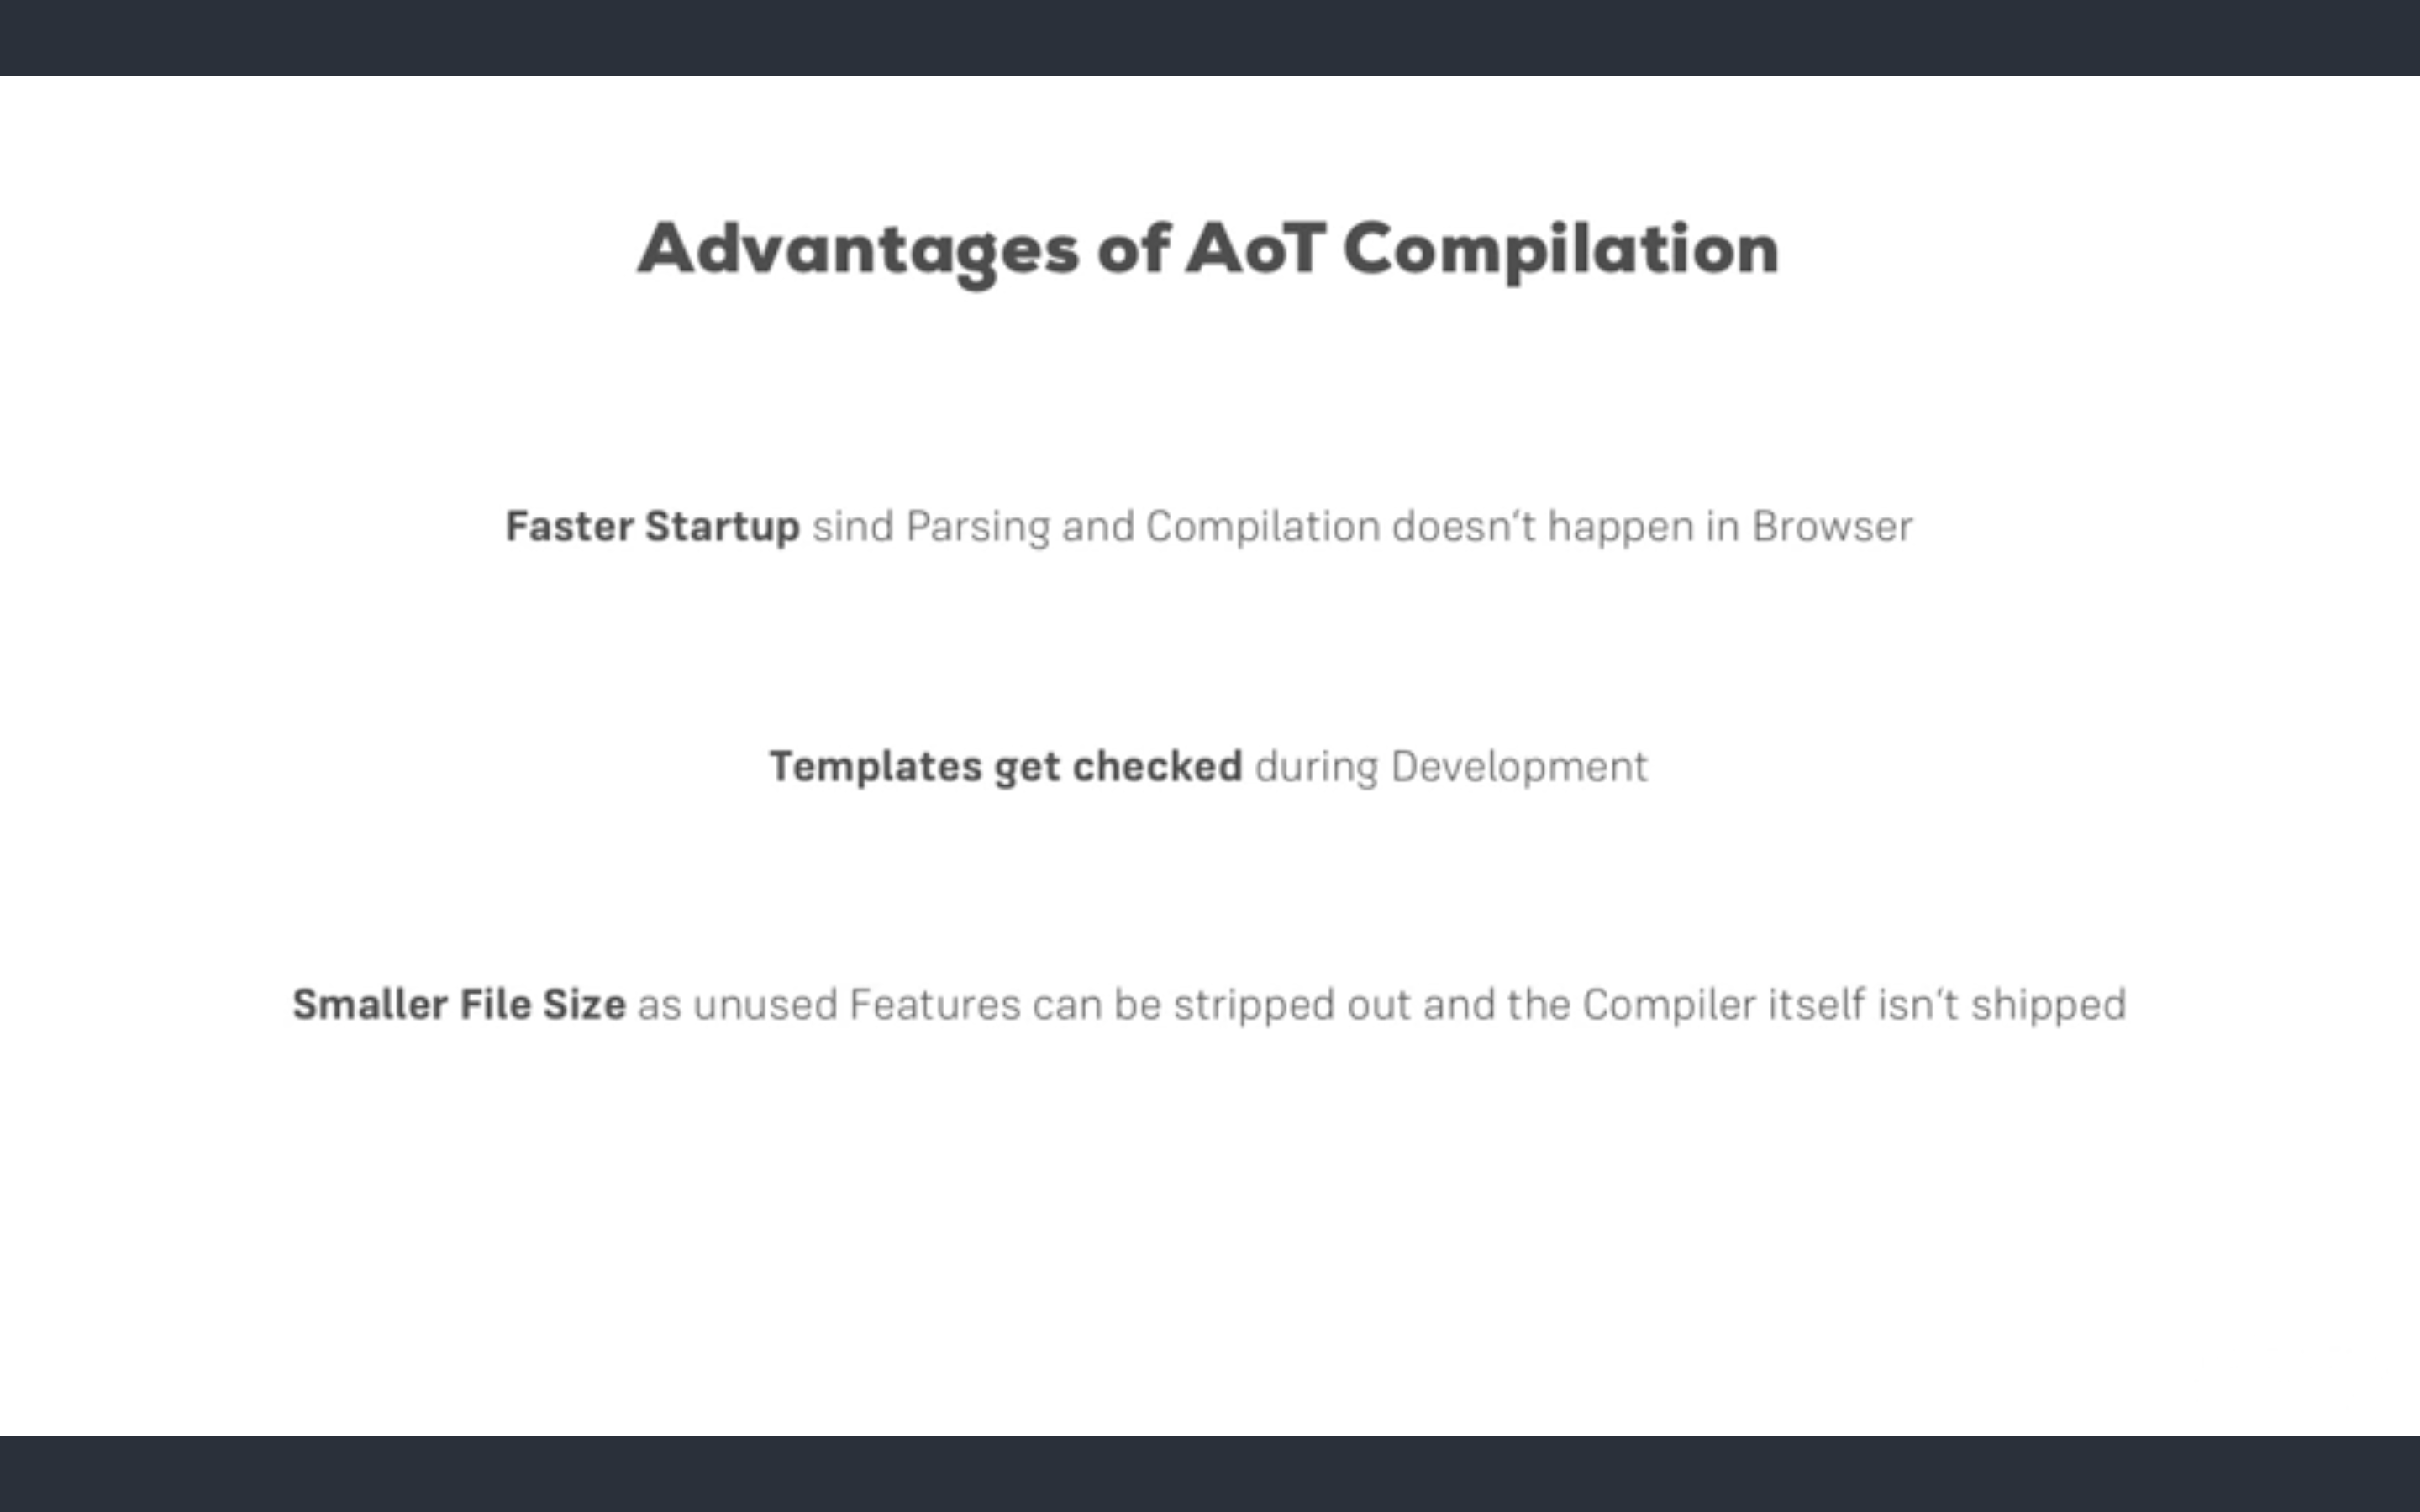 Advantages of AoT Compilation
Faster Startup sind Parsing and Compilation doesn‘t happen in Browser
Templates get checked during Development
Smaller File Size as unused Features can be stripped out and the Compiler itself isn‘t shipped